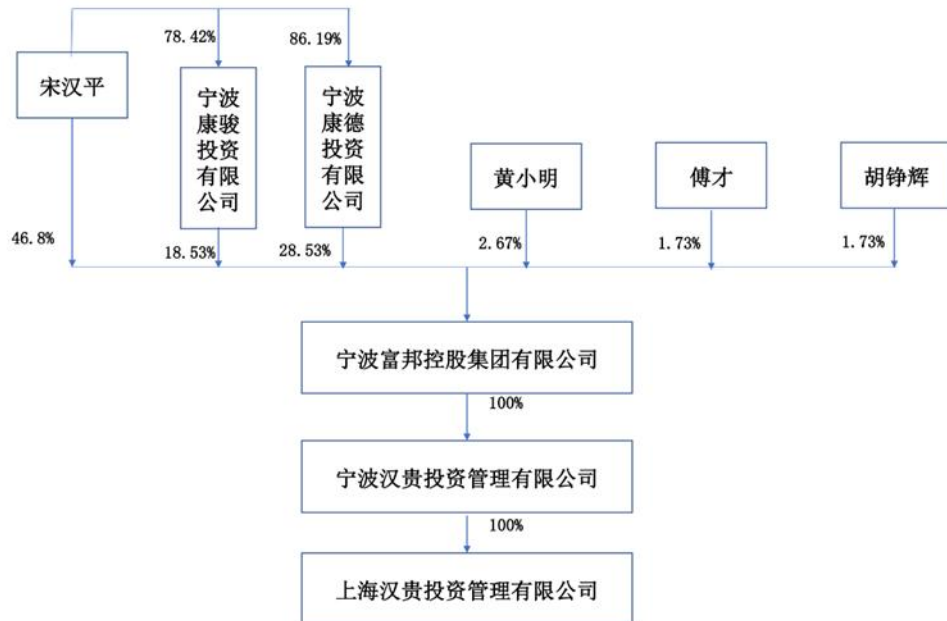 78.42%
86.19%
宋汉平
宁波
康骏
投资
有限
公司
宁波
康德
投资
有限
公司
黄小明
傅才
胡铮辉
46.8%
18.53%
28.53%
2.67%
1.73%
1.73%
宁波富邦控股集团有限公司
100%
宁波汉贵投资管理有限公司
100%
上海汉贵投资管理有限公司